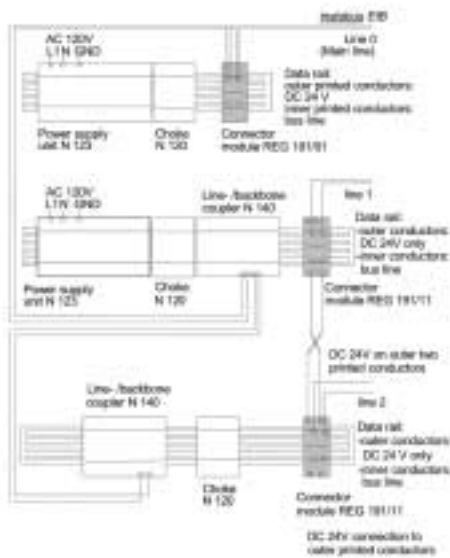 instabus EIB
AC 120V
L1N GND
Line 0
(Main line)
Data rail:
outer printed conductors:
DC 24 V
inner printed conductors:
bus line
Power supply
unit N 123
Choke
N 120
Connector
module REG 191/01
AC 120V
L1N GND
Line-/backbone
coupler N 140
line 1
Data rail:
-outer conductors:
DC 24V only
-inner conductors:
bus line
Power supply
unit N 123
Choke
N 120
Connector
module REG 191/11
DC 24V on outer two
printed conductors
Line-/backbone
coupler N 140
line 2
Data rail:
-outer conductors:
DC 24 V only
-inner conductors:
bus line
Choke
N 120
Connector
module REG 191/11
DC 24V connection to
outer printed conductors